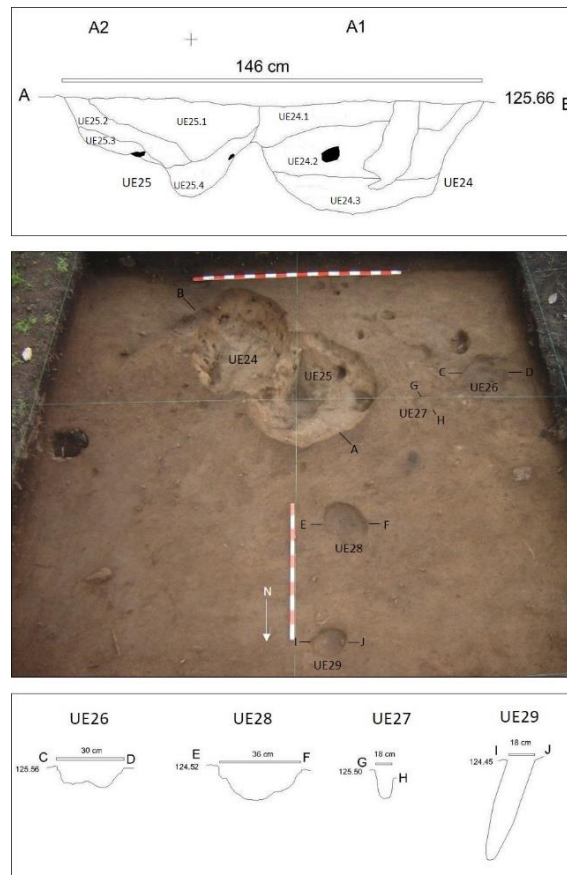 A2 A1
146 cm
A 125.66 B
UE25.2 UE25.1 UE24.1
UE25.3
UE24.2
UE25 UE25.4 UE24
UE24.3
B
UE24
UE25
C D
UE26
G
UE27 H
A
E F
UE28
N
I J
UE29
UE26 UE28 UE27 UE29
C 30 cm D E 36 cm F G 18 cm H I 18 cm J
125.56 124.52 125.50 124.45